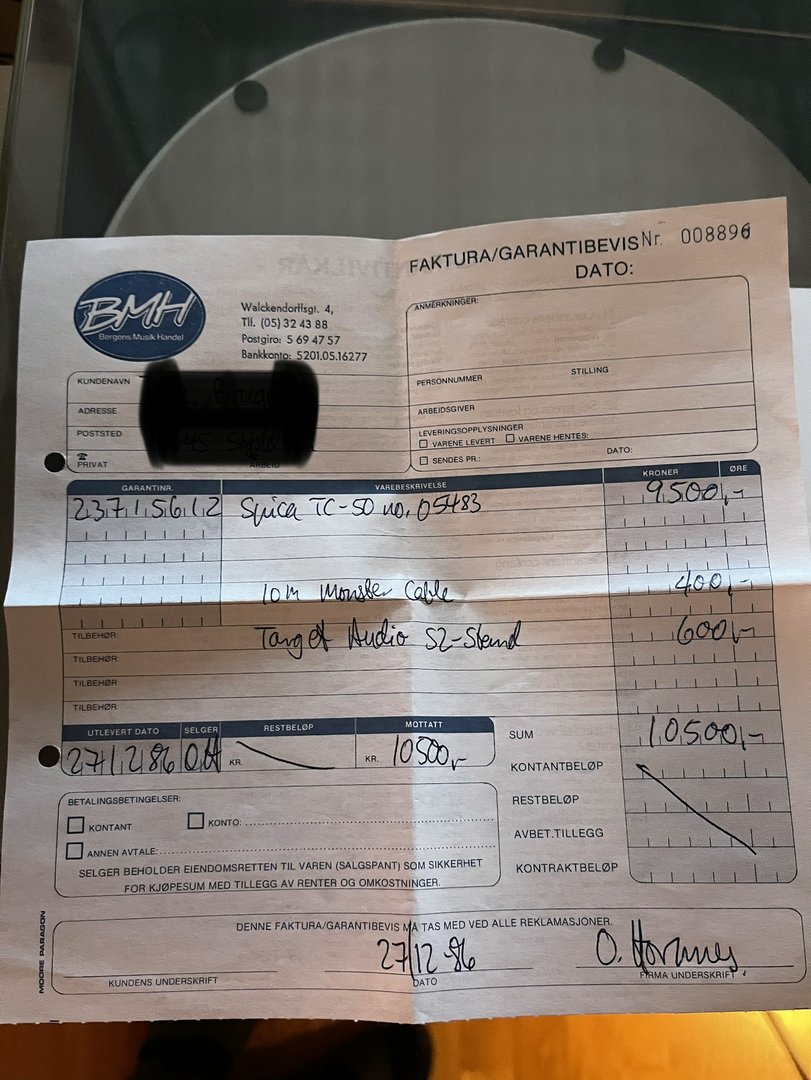 FAKTURA/GARANTIBEVIS Nr. 008896
DATO:
BMH
Bergens Musik Handel
Walckendorffsgt. 4,
Tlf. (05) 32 43 88
Postgiro: 5 69 47 57
Bankkonto: 5201.05.16277
ANMERKNINGER:
KUNDENAVN
ADRESSE
POSTSTED
PRIVAT
ARBEID
PERSONNUMMER STILLING
ARBEIDSGIVER
LEVERINGSOPPLYSNINGER
VARENE LEVERT VARENE HENTES:
SENDES PR.: DATO:
GARANTINR. VAREBESKRIVELSE KRONER ØRE
23715612 Spica TC-50 no. 05483 9500,-
10m Monster Cable 400,-
TILBEHØR: Target Audio S2-Stand 600,-
TILBEHØR:
TILBEHØR:
TILBEHØR:
UTLEVERT DATO SELGER RESTBELØP MOTTATT
271286 OH KR. KR. 10500,-
SUM 10500,-
KONTANTBELØP
RESTBELØP
AVBET.TILLEGG
KONTRAKTBELØP
BETALINGSBETINGELSER:
KONTANT KONTO:
ANNEN AVTALE:
SELGER BEHOLDER EIENDOMSRETTEN TIL VAREN (SALGSPANT) SOM SIKKERHET
FOR KJØPESUM MED TILLEGG AV RENTER OG OMKOSTNINGER.
DENNE FAKTURA/GARANTIBEVIS MÅ TAS MED VED ALLE REKLAMASJONER.
27/12-86
KUNDENS UNDERSKRIFT DATO FIRMA UNDERSKRIFT
MOORE PARAGON